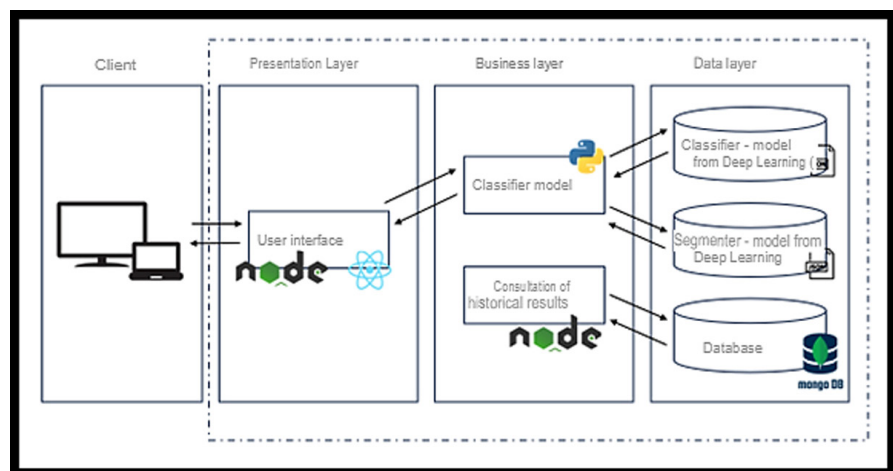 Client
Presentation Layer
Business layer
Data layer
Classifier - model
from Deep Learning (
Classifier model
User interface
node
Segmenter - model from
Deep Learning
Consultation of
historical results
node
Database
mongo DB